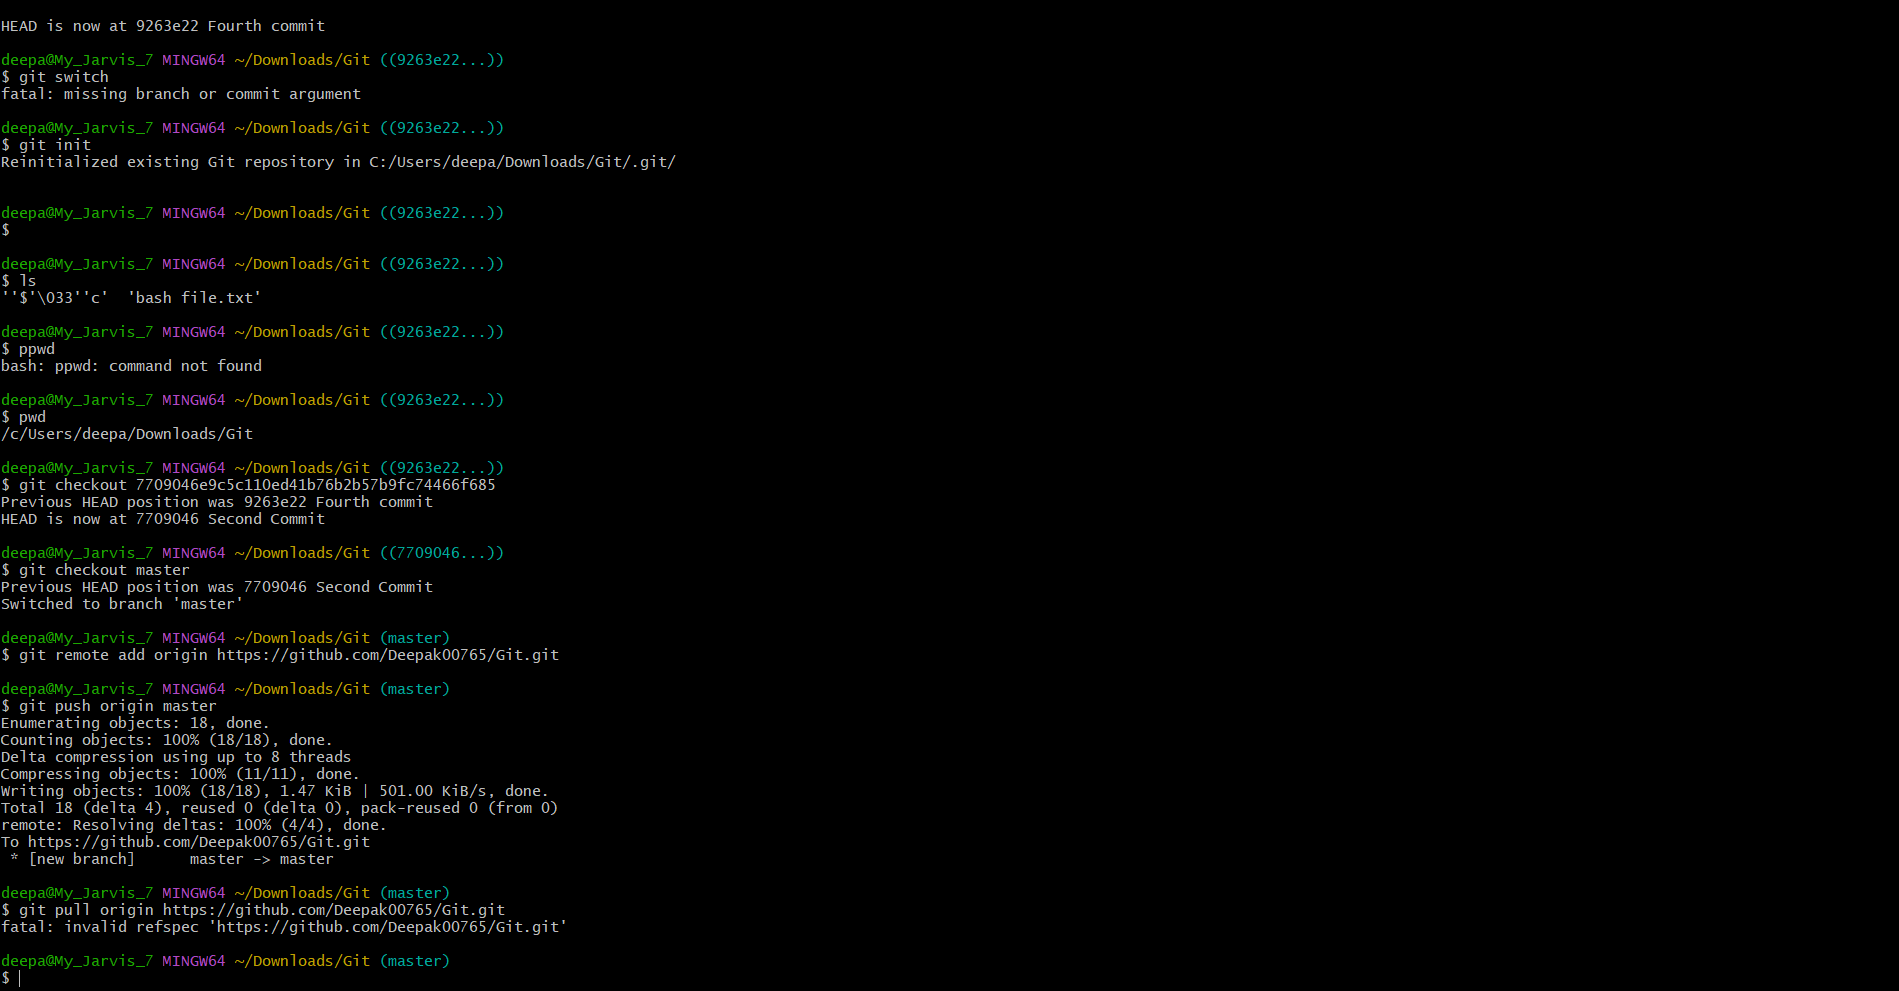 HEAD is now at 9263e22 Fourth commit
deepa@My_Jarvis_7 MINGW64 ~/Downloads/Git ((9263e22...))
$ git switch
fatal: missing branch or commit argument
deepa@My_Jarvis_7 MINGW64 ~/Downloads/Git ((9263e22...))
$ git init
Reinitialized existing Git repository in C:/Users/deepa/Downloads/Git/.git/
deepa@My_Jarvis_7 MINGW64 ~/Downloads/Git ((9263e22...))
$
deepa@My_Jarvis_7 MINGW64 ~/Downloads/Git ((9263e22...))
$ ls
''$'\033''c'  'bash file.txt'
deepa@My_Jarvis_7 MINGW64 ~/Downloads/Git ((9263e22...))
$ ppwd
bash: ppwd: command not found
deepa@My_Jarvis_7 MINGW64 ~/Downloads/Git ((9263e22...))
$ pwd
/c/Users/deepa/Downloads/Git
deepa@My_Jarvis_7 MINGW64 ~/Downloads/Git ((9263e22...))
$ git checkout 7709046e9c5c110ed41b76b2b57b9fc74466f685
Previous HEAD position was 9263e22 Fourth commit
HEAD is now at 7709046 Second Commit
deepa@My_Jarvis_7 MINGW64 ~/Downloads/Git ((7709046...))
$ git checkout master
Previous HEAD position was 7709046 Second Commit
Switched to branch 'master'
deepa@My_Jarvis_7 MINGW64 ~/Downloads/Git (master)
$ git remote add origin https://github.com/Deepak00765/Git.git
deepa@My_Jarvis_7 MINGW64 ~/Downloads/Git (master)
$ git push origin master
Enumerating objects: 18, done.
Counting objects: 100% (18/18), done.
Delta compression using up to 8 threads
Compressing objects: 100% (11/11), done.
Writing objects: 100% (18/18), 1.47 KiB | 501.00 KiB/s, done.
Total 18 (delta 4), reused 0 (delta 0), pack-reused 0 (from 0)
remote: Resolving deltas: 100% (4/4), done.
To https://github.com/Deepak00765/Git.git
 * [new branch]      master -> master
deepa@My_Jarvis_7 MINGW64 ~/Downloads/Git (master)
$ git pull origin https://github.com/Deepak00765/Git.git
fatal: invalid refspec 'https://github.com/Deepak00765/Git.git'
deepa@My_Jarvis_7 MINGW64 ~/Downloads/Git (master)
$